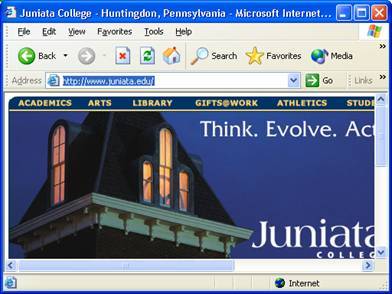 Juniata College - Huntingdon, Pennsylvania - Microsoft Internet...
File Edit View Favorites Tools Help
Back Search Favorites Media
Address http://www.juniata.edu/ Go Links »
ACADEMICS ARTS LIBRARY GIFTS@WORK ATHLETICS STUDE
Think. Evolve. Act
Juniata
COLLEG
Internet